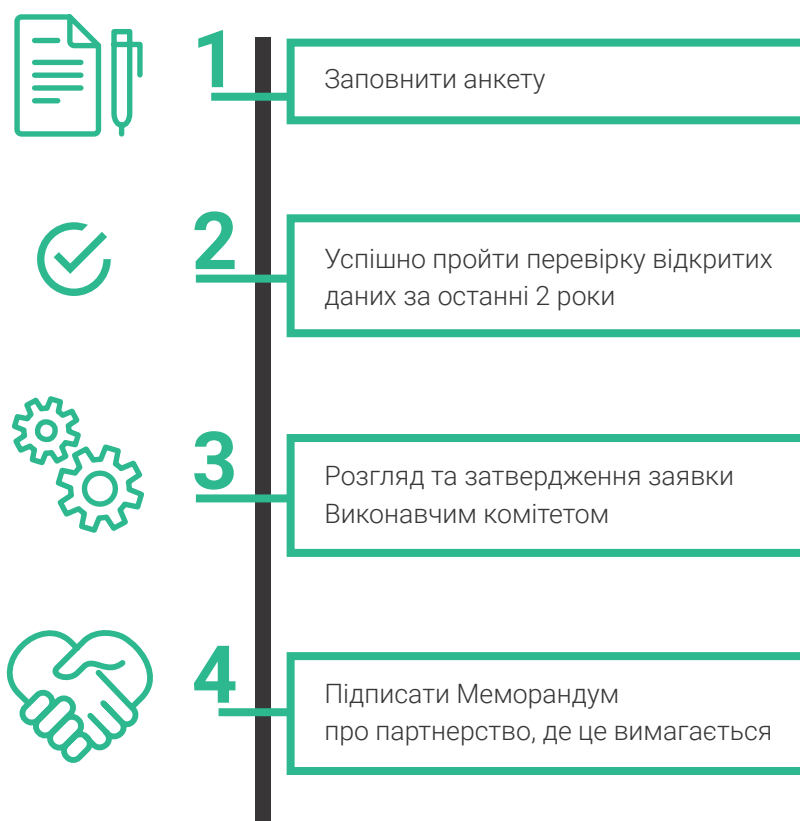 1
Заповнити анкету
2
Успішно пройти перевірку відкритих
даних за останні 2 роки
3
Розгляд та затвердження заявки
Виконавчим комітетом
4
Підписати Меморандум
про партнерство, де це вимагається